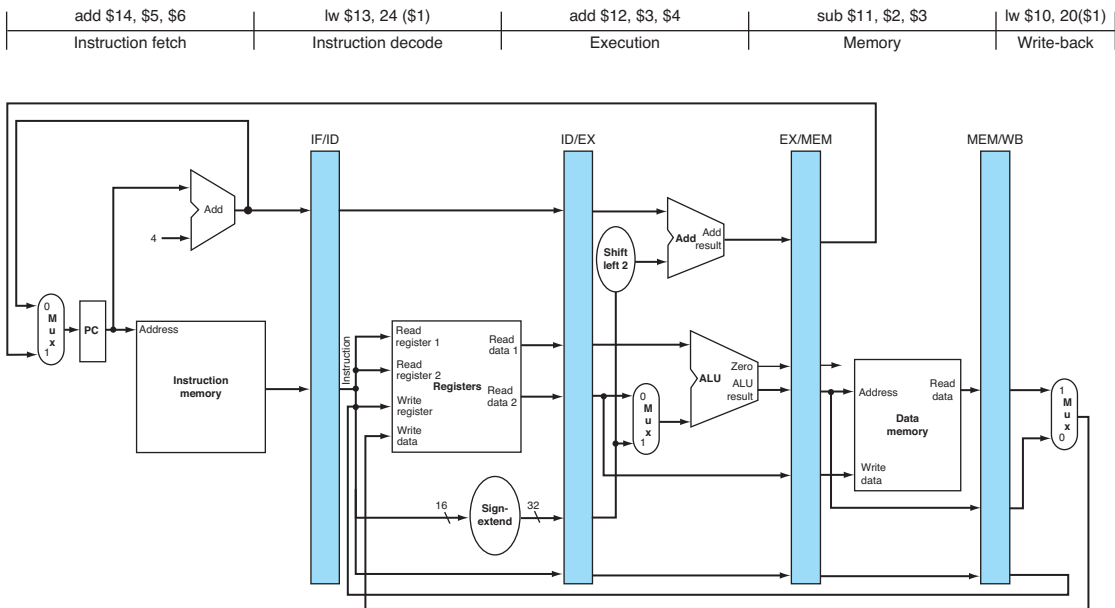 add $14, $5, $6
lw $13, 24 ($1)
add $12, $3, $4
sub $11, $2, $3
lw $10, 20($1)
Instruction fetch
Instruction decode
Execution
Memory
Write-back
IF/ID
ID/EX
EX/MEM
MEM/WB
Add
4
Add
Add
result
Shift
left 2
0
M
u
x
1
PC
Address
Instruction
memory
Instruction
Read
register 1
Read
register 2
Write
register
Write
data
Registers
Read
data 1
Read
data 2
16
Sign-
extend
32
0
M
u
x
1
ALU
Zero
ALU
result
Address
Read
data
Data
memory
Write
data
1
M
u
x
0